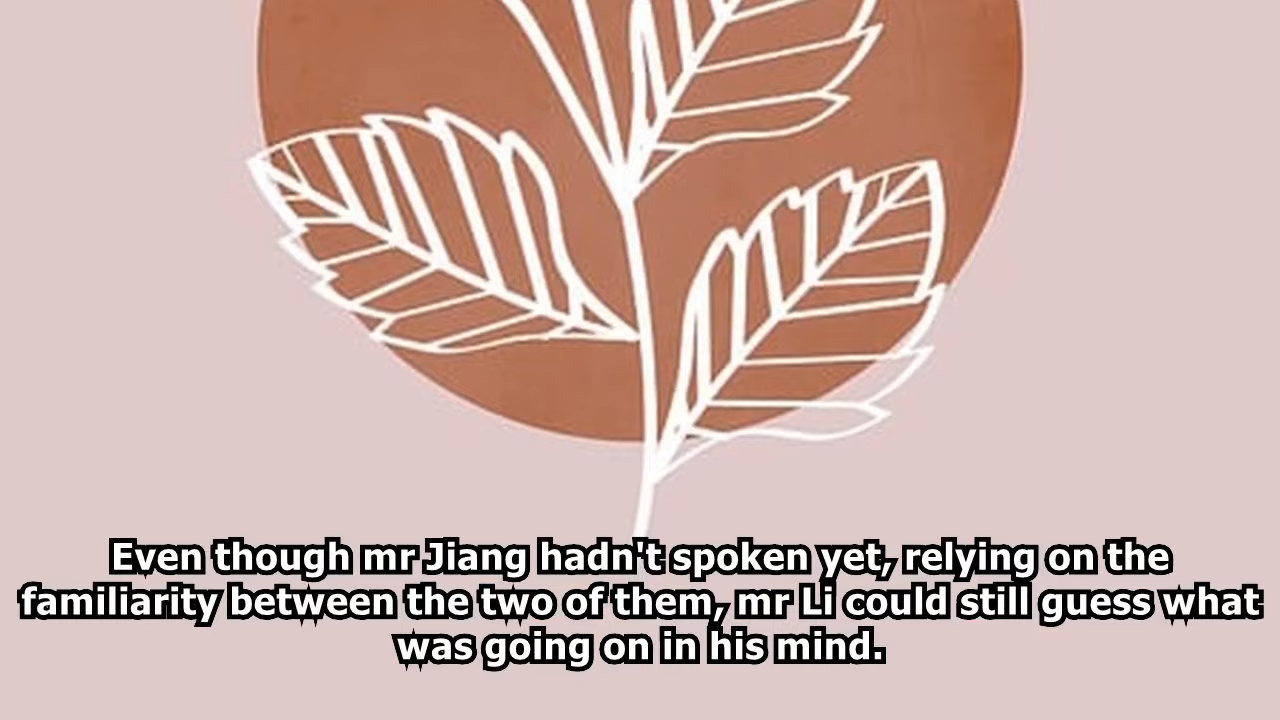 Even though mr Jiang hadn't spoken yet, relying on the
familiarity between the two of them, mr Li could still guess what
was going on in his mind.